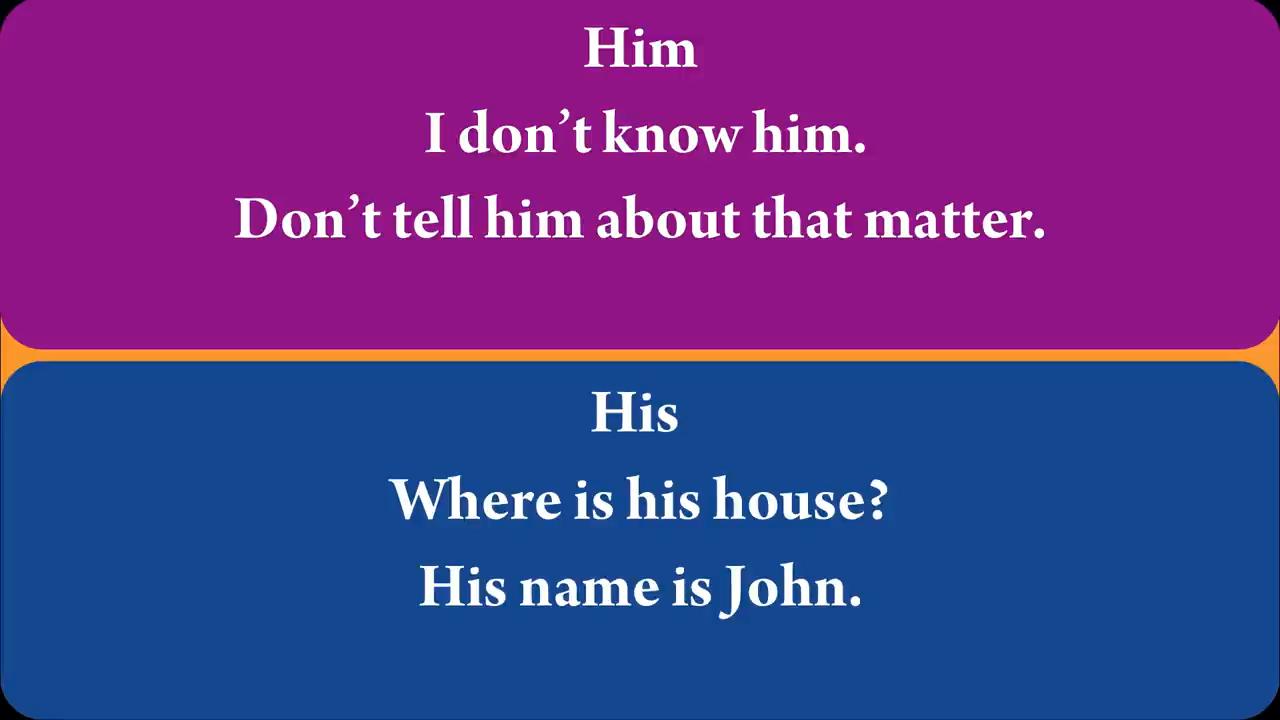 Him
I don’t know him.
Don’t tell him about that matter.
His
Where is his house?
His name is John.